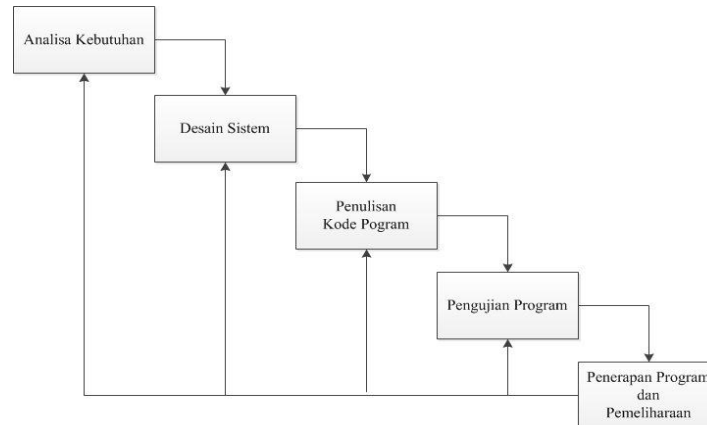 Analisa Kebutuhan
Desain Sistem
Penulisan
Kode Pogram
Pengujian Program
Penerapan Program
dan
Pemeliharaan